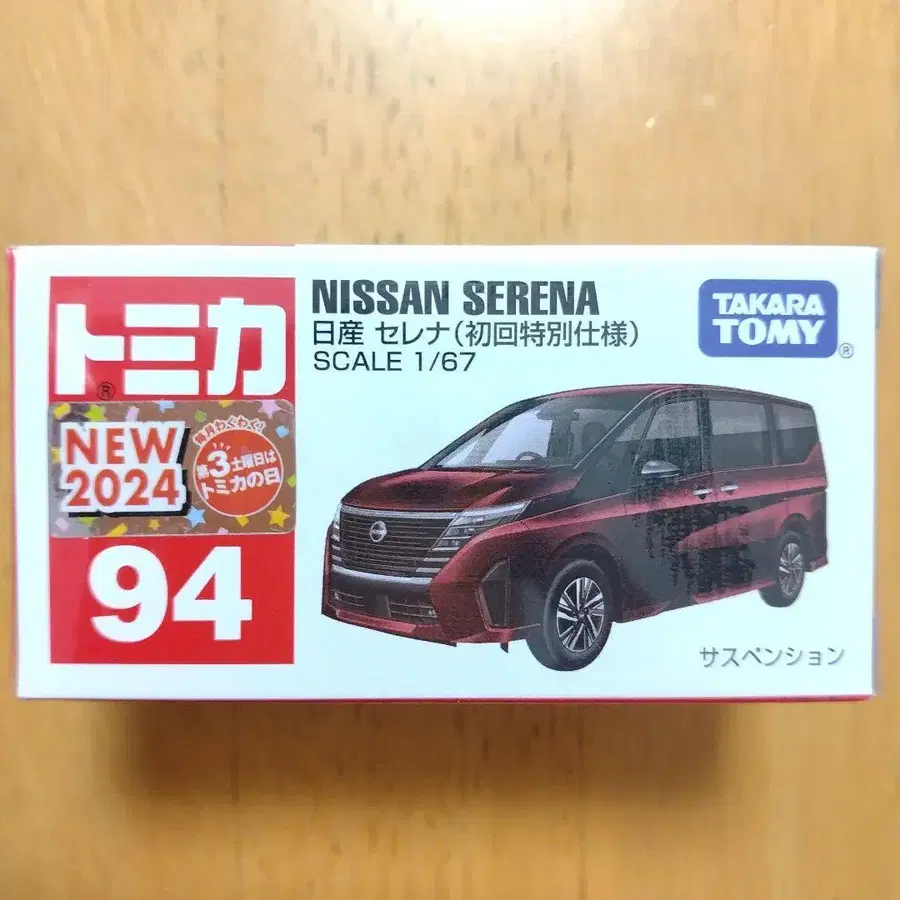 トミカ
®
NEW
2024
毎月わくわく!
第3土曜日は
トミカの日
94
NISSAN SERENA
日産 セレナ(初回特別仕様)
SCALE 1/67
TAKARA
TOMY
®
サスペンション